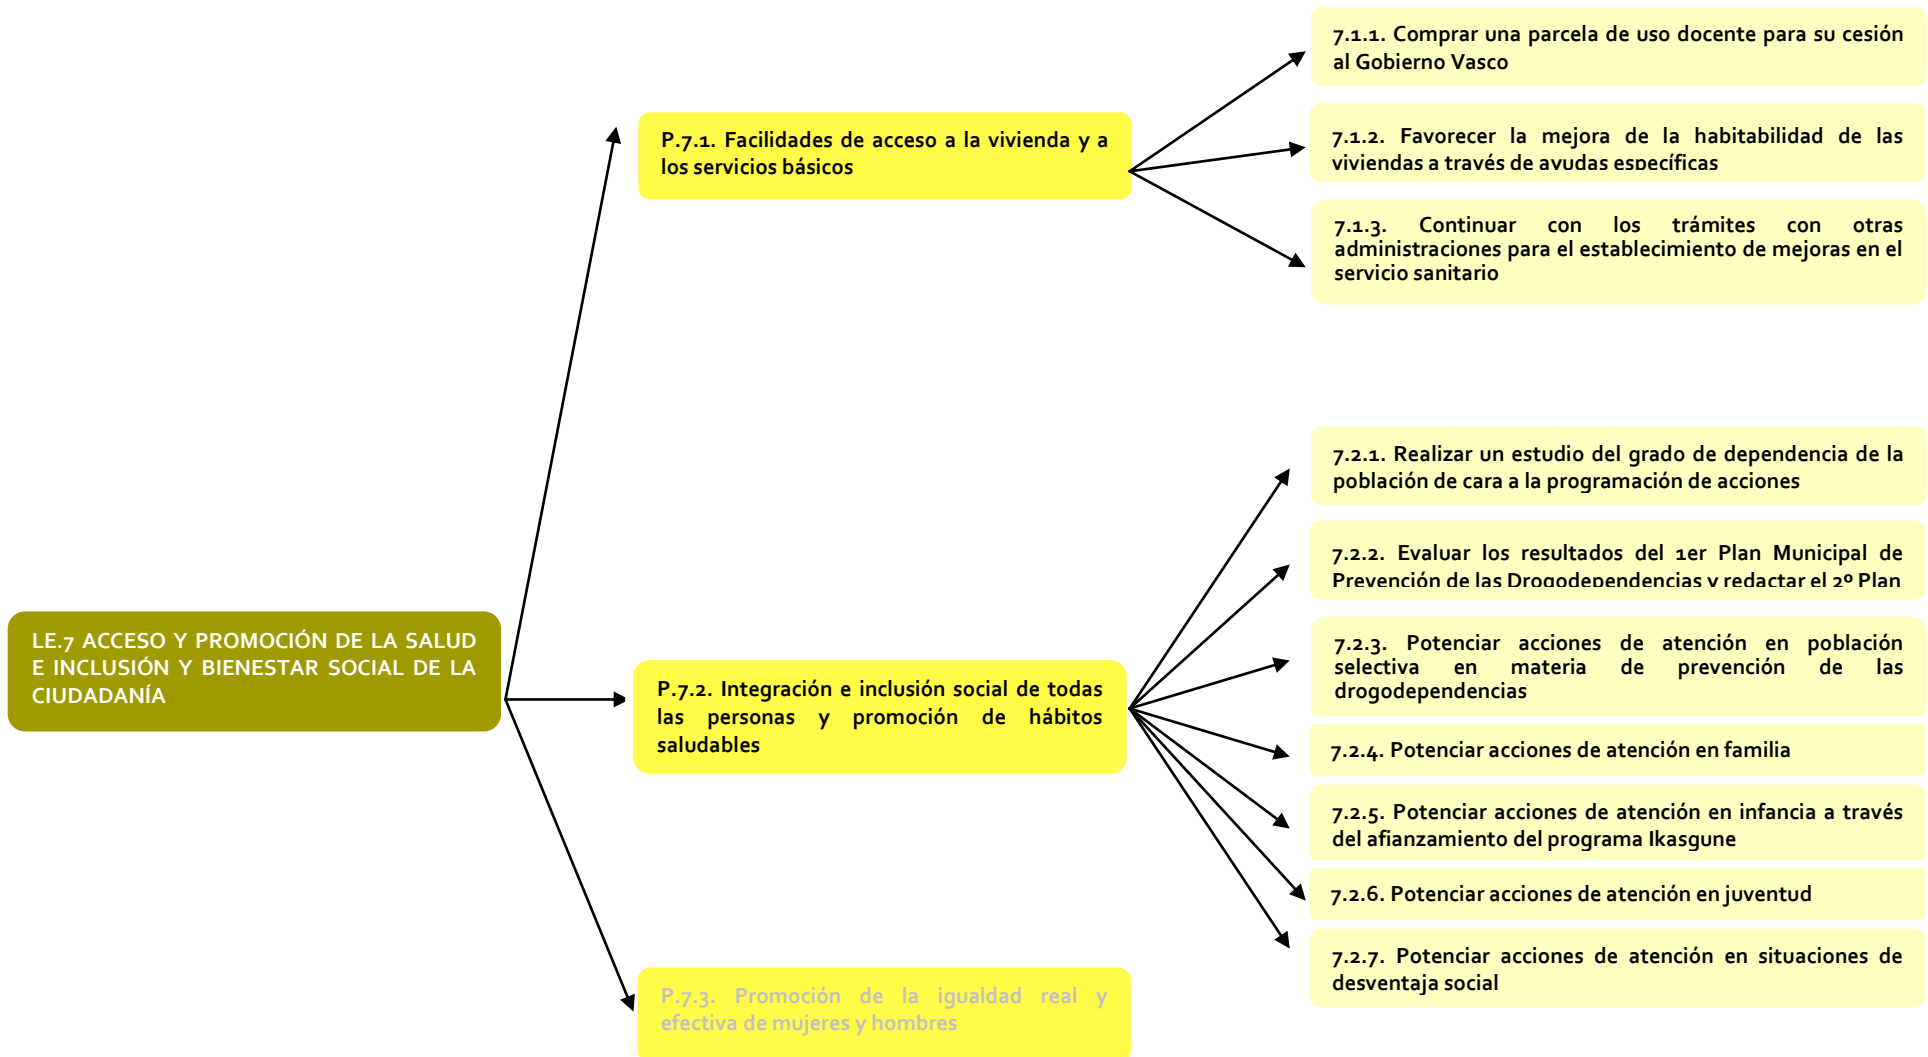 LE.7 ACCESO Y PROMOCIÓN DE LA SALUD
E INCLUSIÓN Y BIENESTAR SOCIAL DE LA
CIUDADANÍA
P.7.1. Facilidades de acceso a la vivienda y a
los servicios básicos
7.1.1. Comprar una parcela de uso docente para su cesión
al Gobierno Vasco
7.1.2. Favorecer la mejora de la habitabilidad de las
viviendas a través de ayudas específicas
7.1.3. Continuar con los trámites con otras
administraciones para el establecimiento de mejoras en el
servicio sanitario
P.7.2. Integración e inclusión social de todas
las personas y promoción de hábitos
saludables
7.2.1. Realizar un estudio del grado de dependencia de la
población de cara a la programación de acciones
7.2.2. Evaluar los resultados del 1er Plan Municipal de
Prevención de las Drogodependencias y redactar el 2º Plan
7.2.3. Potenciar acciones de atención en población
selectiva en materia de prevención de las
drogodependencias
7.2.4. Potenciar acciones de atención en familia
7.2.5. Potenciar acciones de atención en infancia a través
del afianzamiento del programa Ikasgune
7.2.6. Potenciar acciones de atención en juventud
7.2.7. Potenciar acciones de atención en situaciones de
desventaja social
P.7.3. Promoción de la igualdad real y
efectiva de mujeres y hombres